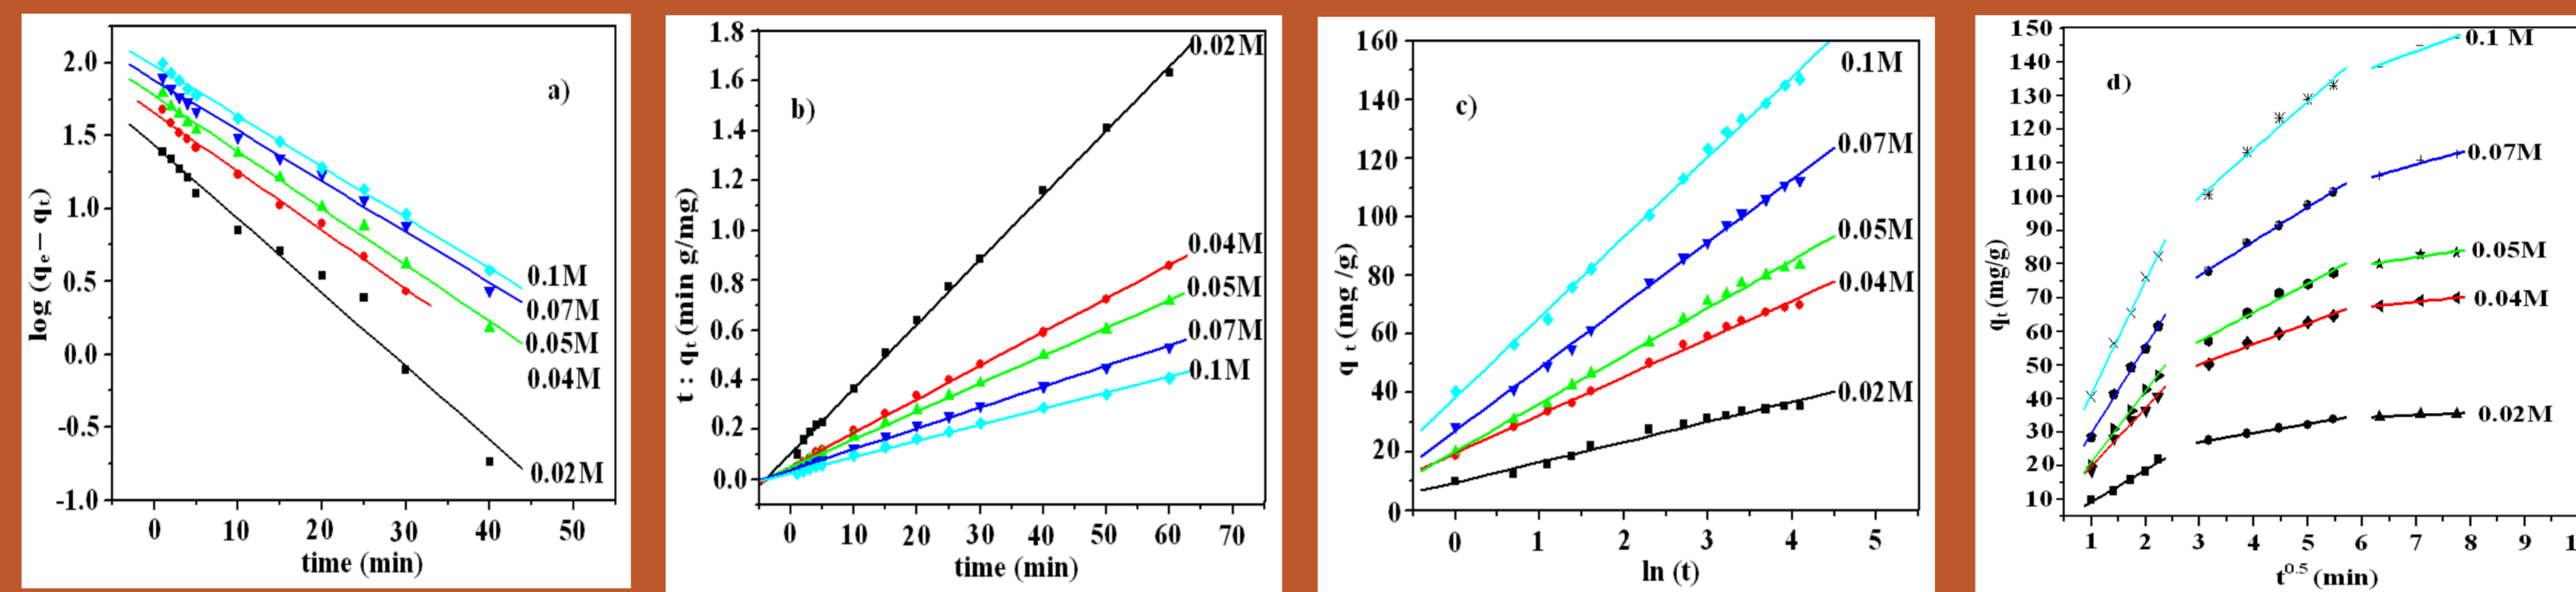 a)
2.0
1.5
1.0
0.5
0.0
-0.5
-1.0
log (qe – qt)
0.1M
0.07M
0.05M
0.04M
0.02M
0 10 20 30 40 50
time (min)
b)
1.8
1.6
1.4
1.2
1.0
0.8
0.6
0.4
0.2
0.0
t : qt (min g/mg)
0.02M
0.04M
0.05M
0.07M
0.1M
0 10 20 30 40 50 60 70
time (min)
c)
160
140
120
100
80
60
40
20
0
q t (mg /g)
0.1M
0.07M
0.05M
0.04M
0.02M
0 1 2 3 4 5
ln (t)
d)
150
140
130
120
110
100
90
80
70
60
50
40
30
20
10
qt (mg/g)
0.1 M
0.07M
0.05M
0.04M
0.02M
1 2 3 4 5 6 7 8 9
t0.5 (min)